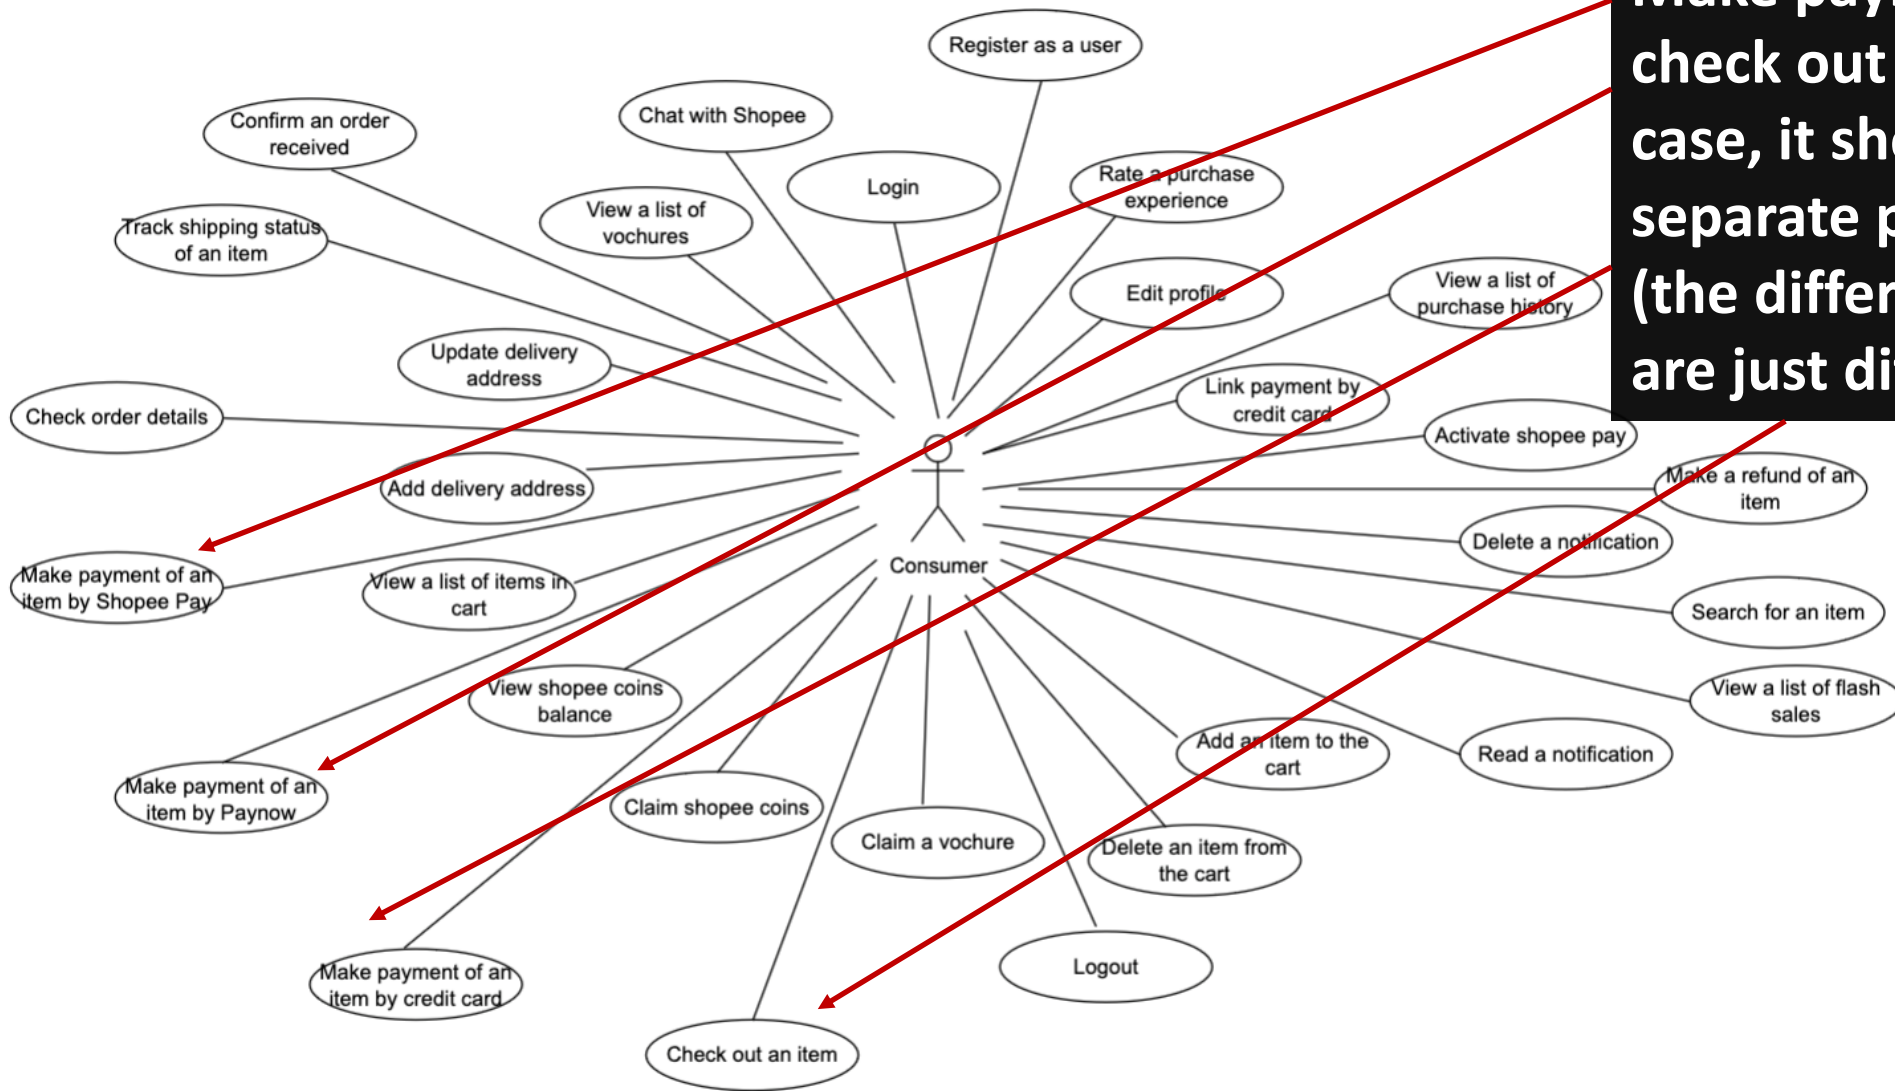 Register as a user
Chat with Shopee
Confirm an order
received
Login
Rate a purchase
experience
View a list of
vochures
Track shipping status
of an item
Edit profile
View a list of
purchase history
Update delivery
address
Link payment by
credit card
Check order details
Activate shopee pay
Add delivery address
Make a refund of an
item
Delete a notification
Make payment of an
item by Shopee Pay
View a list of items in
cart
Consumer
Search for an item
View shopee coins
balance
View a list of flash
sales
Add an item to the
cart
Read a notification
Make payment of an
item by Paynow
Claim shopee coins
Claim a vochure
Delete an item from
the cart
Logout
Make payment of an
item by credit card
Check out an item
check out
case, it
separate
(the
are just